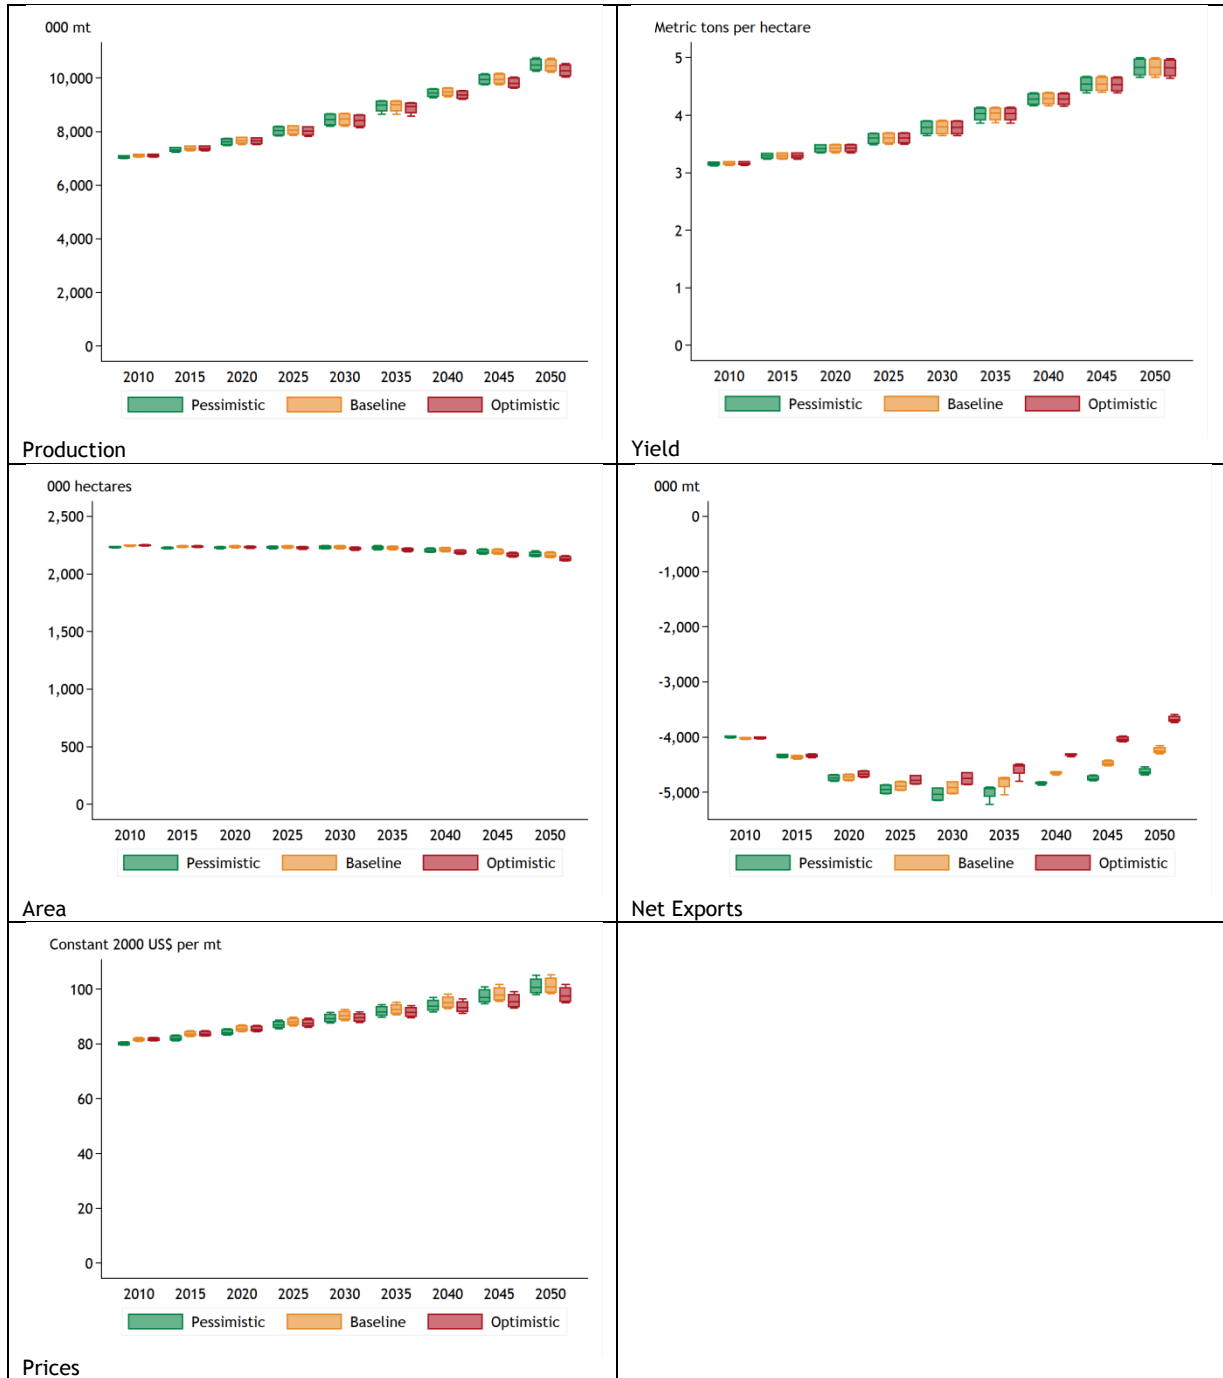 000 mt
10,000
8,000
6,000
4,000
2,000
0
2010 2015 2020 2025 2030 2035 2040 2045 2050
Pessimistic Baseline Optimistic
Production
Metric tons per hectare
5
4
3
2
1
0
2010 2015 2020 2025 2030 2035 2040 2045 2050
Pessimistic Baseline Optimistic
Yield
000 hectares
2,500
2,000
1,500
1,000
500
0
2010 2015 2020 2025 2030 2035 2040 2045 2050
Pessimistic Baseline Optimistic
Area
000 mt
0
-1,000
-2,000
-3,000
-4,000
-5,000
2010 2015 2020 2025 2030 2035 2040 2045 2050
Pessimistic Baseline Optimistic
Net Exports
Constant 2000 US$ per mt
100
80
60
40
20
0
2010 2015 2020 2025 2030 2035 2040 2045 2050
Pessimistic Baseline Optimistic
Prices